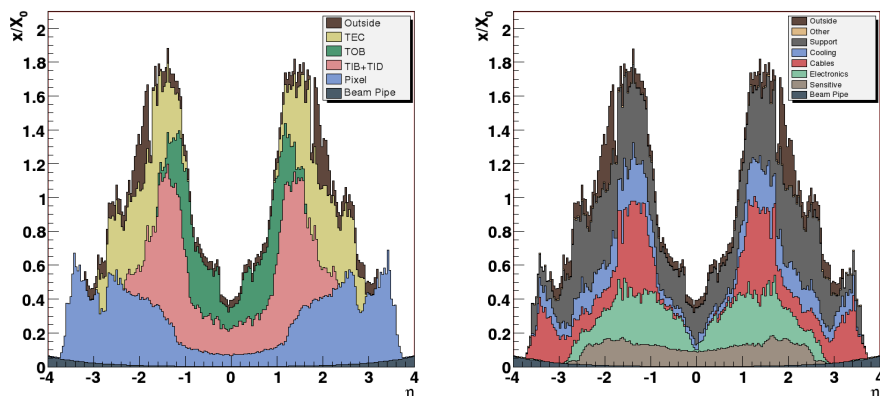 x/X0
2
1.8
1.6
1.4
1.2
1
0.8
0.6
0.4
0.2
0
-4 -3 -2 -1 0 1 2 3 4
η
Outside
TEC
TOB
TIB+TID
Pixel
Beam Pipe
x/X0
2
1.8
1.6
1.4
1.2
1
0.8
0.6
0.4
0.2
0
-4 -3 -2 -1 0 1 2 3 4
η
Outside
Other
Support
Cooling
Cables
Electronics
Sensitive
Beam Pipe